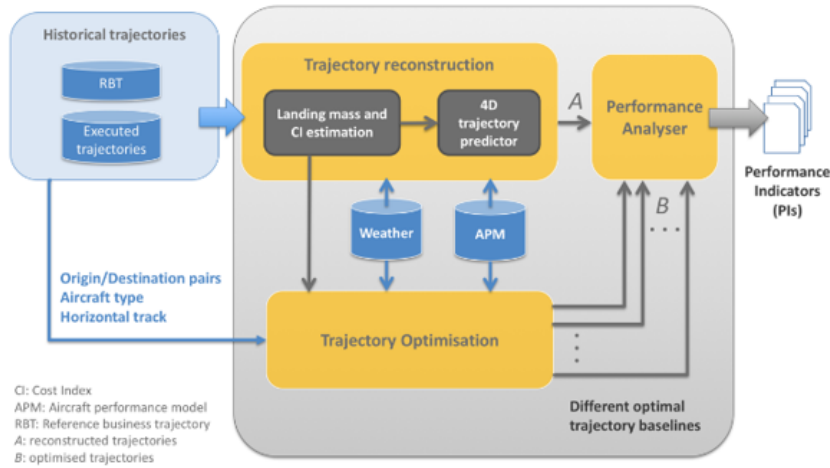 Historical trajectories
RBT
Executed
trajectories
Trajectory reconstruction
Landing mass and
CI estimation
4D
trajectory
predictor
A
Performance
Analyser
Performance
Indicators
(PIs)
Weather
APM
B
. . .
Origin/Destination pairs
Aircraft type
Horizontal track
Trajectory Optimisation
Different optimal
trajectory baselines
CI: Cost Index
APM: Aircraft performance model
RBT: Reference business trajectory
A: reconstructed trajectories
B: optimised trajectories